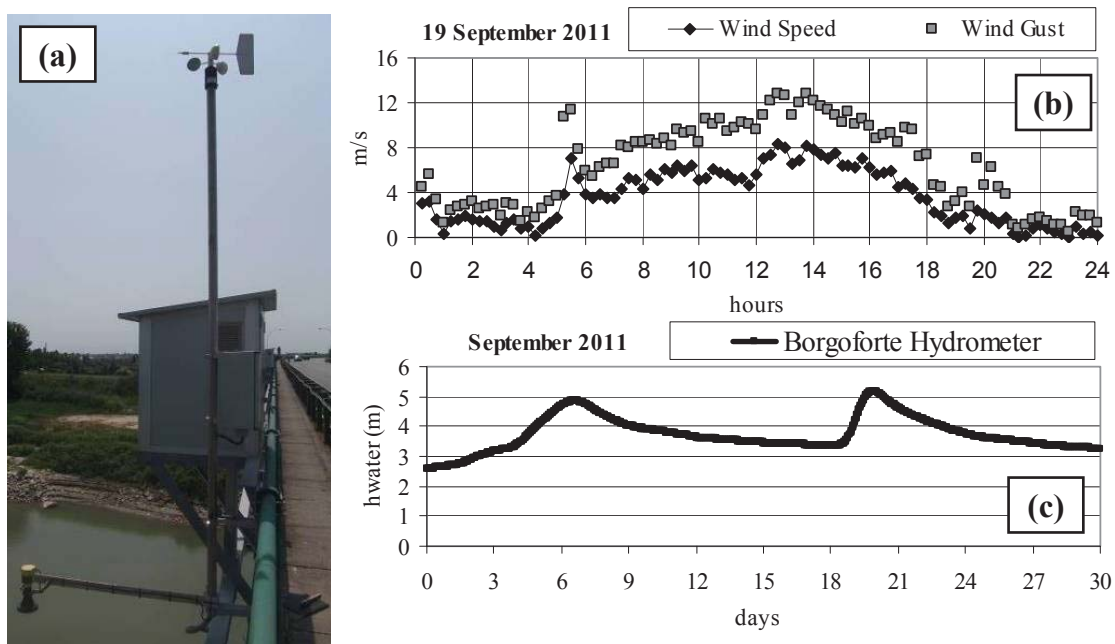 (a)
19 September 2011
Wind Speed Wind Gust
16
12
8
4
0
m/s
(b)
0 2 4 6 8 10 12 14 16 18 20 22 24
hours
September 2011
Borgoforte Hydrometer
6
5
4
3
2
1
0
hwater (m)
(c)
0 3 6 9 12 15 18 21 24 27 30
days